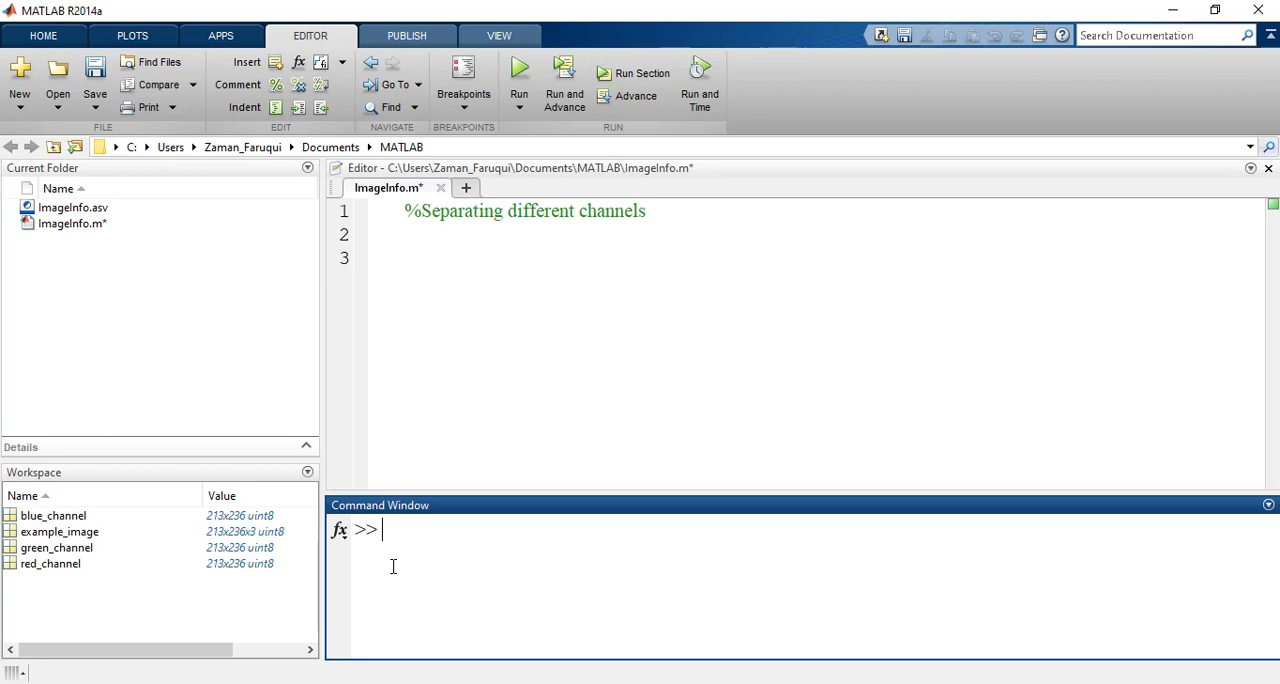 MATLAB R2014a
HOME PLOTS APPS EDITOR PUBLISH VIEW Search Documentation
New Open Save Find Files Compare Print
Insert fx Comment Indent
Go To Find
Breakpoints
Run Run and Advance Run Section Advance Run and Time
FILE EDIT NAVIGATE BREAKPOINTS RUN
C: Users Zaman_Faruqui Documents MATLAB
Current Folder
Name
ImageInfo.asv
ImageInfo.m*
Details
Workspace
Name Value
blue_channel 213x236 uint8
example_image 213x236x3 uint8
green_channel 213x236 uint8
red_channel 213x236 uint8
Editor - C:\Users\Zaman_Faruqui\Documents\MATLAB\ImageInfo.m*
ImageInfo.m*
1 %Separating different channels
2
3
Command Window
fx >>